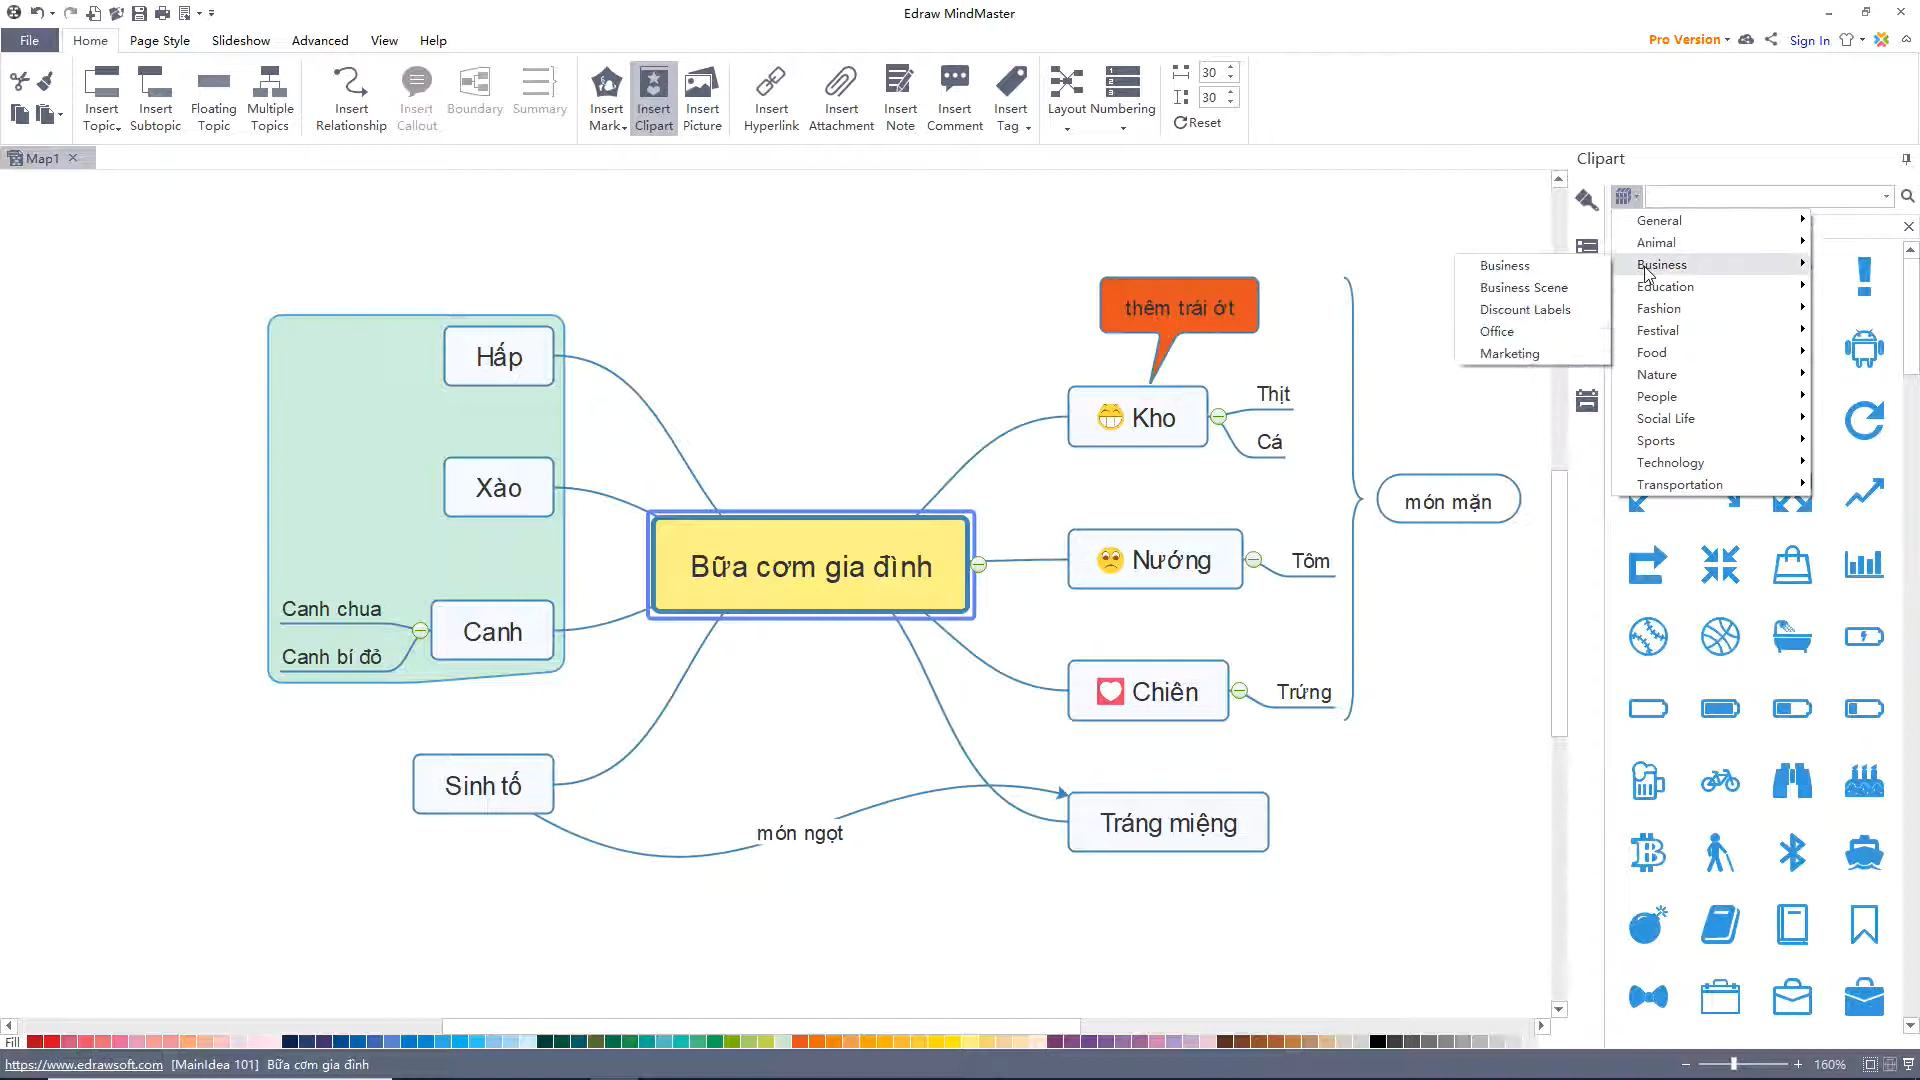 Edraw MindMaster
File
Home
Page Style
Slideshow
Advanced
View
Help
Pro Version
Sign In
Insert Topic
Insert Subtopic
Floating Topic
Multiple Topics
Insert Relationship
Insert Callout
Boundary
Summary
Insert Mark
Insert Clipart
Insert Picture
Insert Hyperlink
Insert Attachment
Insert Note
Insert Comment
Insert Tag
Layout
Numbering
30
30
Reset
Map1
Clipart
General
Animal
Business
Education
Fashion
Festival
Food
Nature
People
Social Life
Sports
Technology
Transportation
Business
Business Scene
Discount Labels
Office
Marketing
thêm trái ớt
Hấp
Kho
Thịt
Cá
Xào
món mặn
Bữa cơm gia đình
Nướng
Tôm
Canh chua
Canh bí đỏ
Canh
Chiên
Trứng
Sinh tố
món ngọt
Tráng miệng
Fill
https://www.edrawsoft.com
[MainIdea 101]
Bữa cơm gia đình
160%